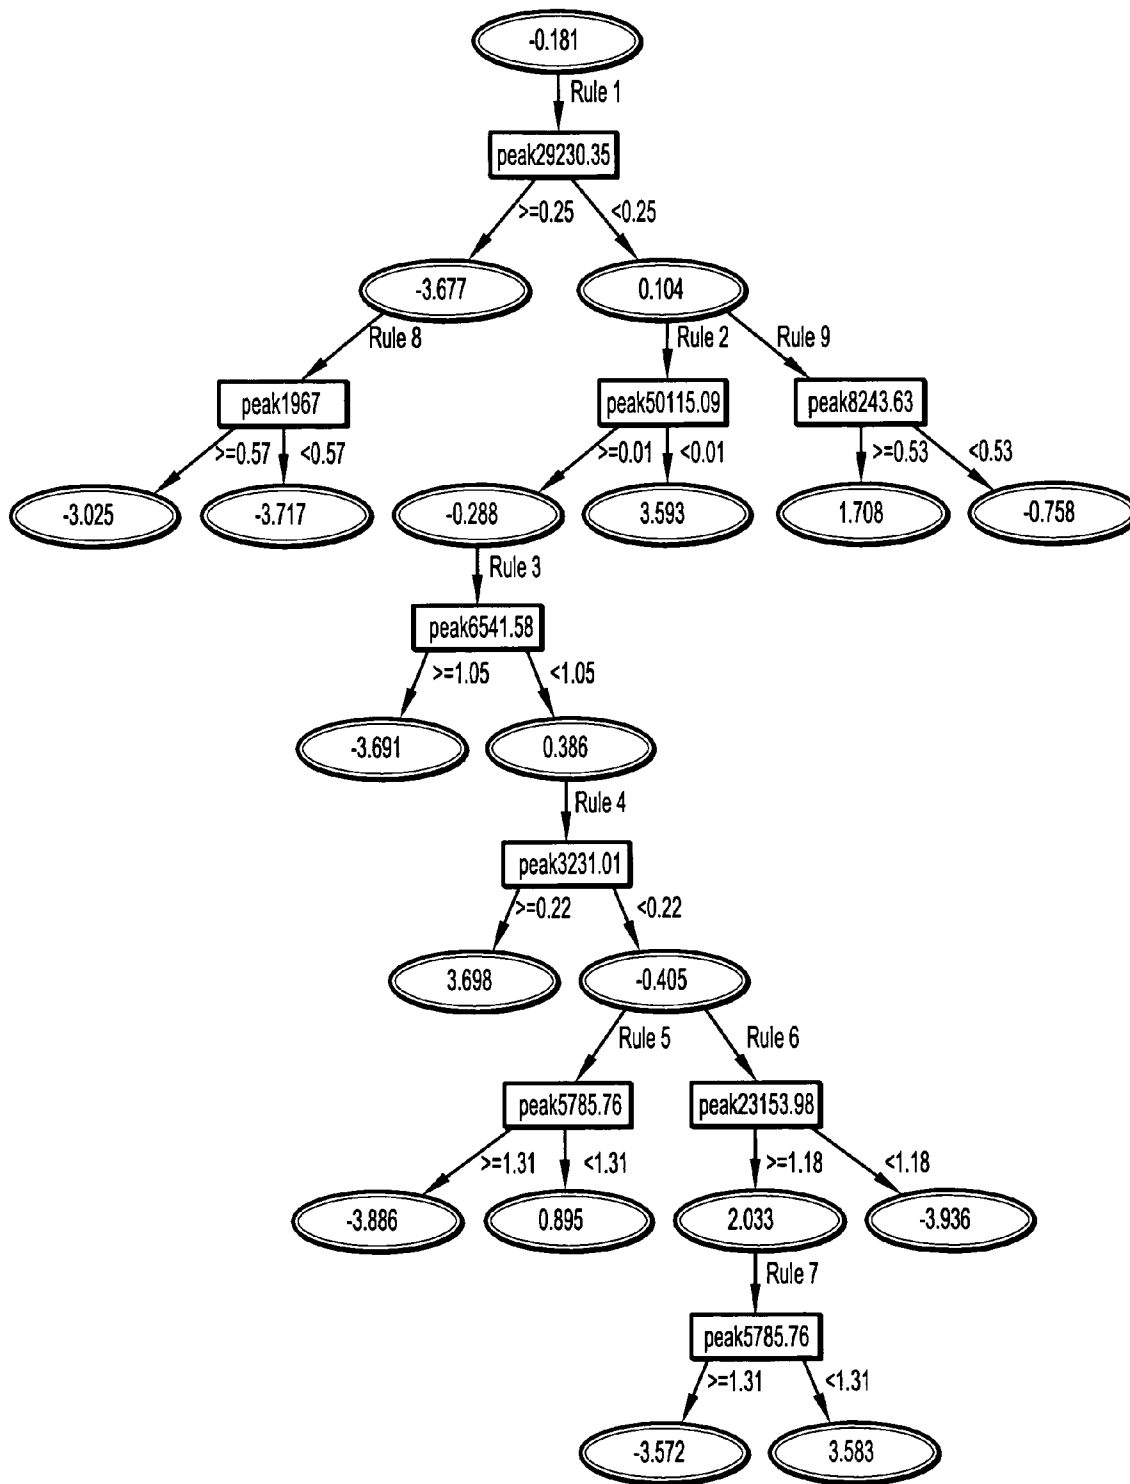 -0.181
Rule 1
peak29230.35
>=0.25 <0.25
-3.677 0.104
Rule 8 Rule 2 Rule 9
peak1967 peak50115.09 peak8243.63
>=0.57 <0.57 >=0.01 <0.01 >=0.53 <0.53
-3.025 -3.717 -0.288 3.593 1.708 -0.758
Rule 3
peak6541.58
>=1.05 <1.05
-3.691 0.386
Rule 4
peak3231.01
>=0.22 <0.22
3.698 -0.405
Rule 5 Rule 6
peak5785.76 peak23153.98
>=1.31 <1.31 >=1.18 <1.18
-3.886 0.895 2.033 -3.936
Rule 7
peak5785.76
>=1.31 <1.31
-3.572 3.583